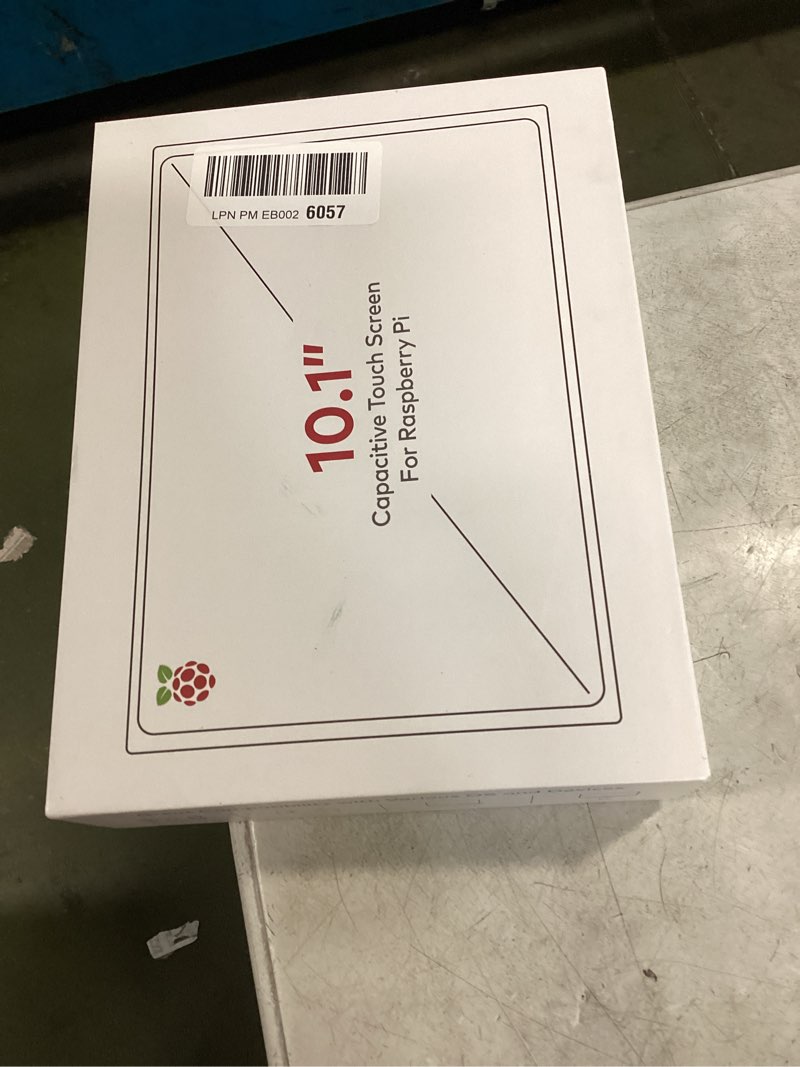 LPN PM EB002 6057
10.1"
Capacitive Touch Screen
For Raspberry Pi